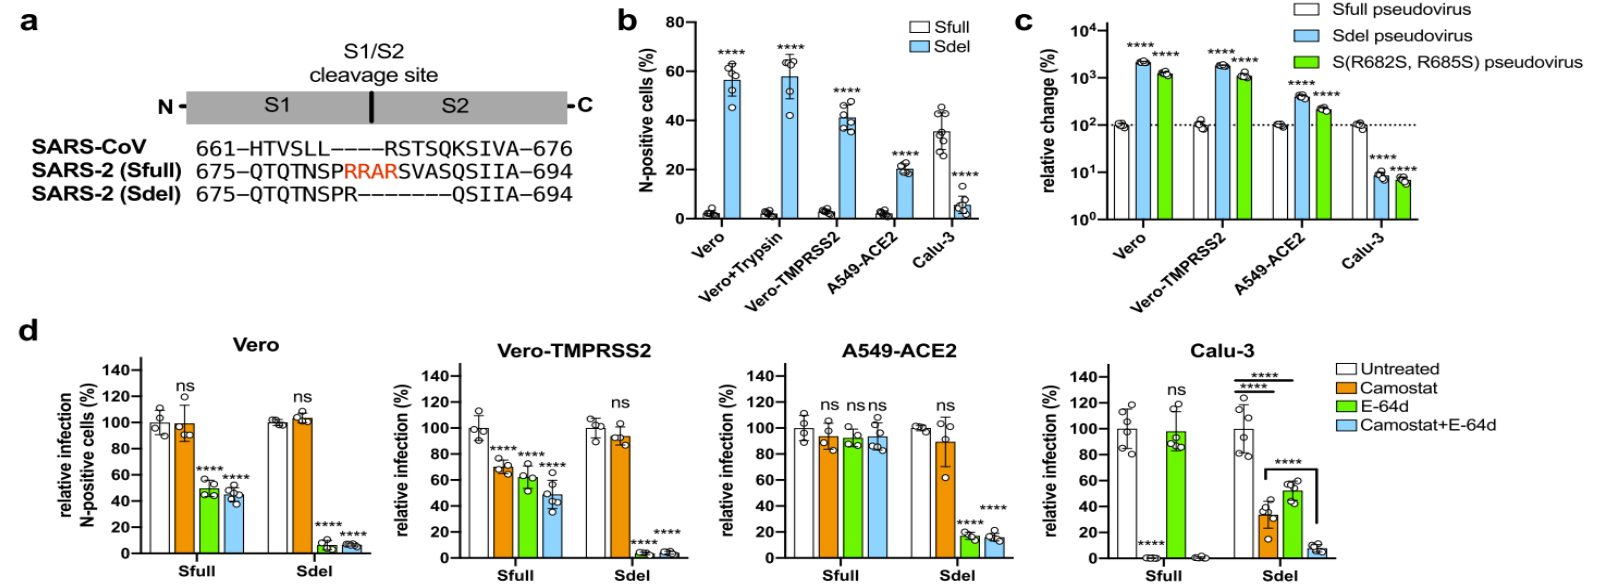 a
S1/S2
cleavage site
N
S1
S2
C
SARS-CoV 661–HTVSLL––––RSTSQKSIVA–676
SARS-2 (Sfull) 675–QTQTNSPRRARSVASQSIIA–694
SARS-2 (Sdel) 675–QTQTNSPR–––––––QSIIA–694
b
Sfull
Sdel
N-positive cells (%)
80
60
40
20
0
****
****
****
****
****
Vero
Vero+Trypsin
Vero-TMPRSS2
A549-ACE2
Calu-3
c
Sfull pseudovirus
Sdel pseudovirus
S(R682S, R685S) pseudovirus
relative change (%)
10⁴
10³
10²
10¹
10⁰
**** ****
**** ****
**** ****
**** ****
Vero
Vero-TMPRSS2
A549-ACE2
Calu-3
d
Vero
relative infection
N-positive cells (%)
140
120
100
80
60
40
20
0
ns
**** ****
ns
**** ****
Sfull
Sdel
Vero-TMPRSS2
relative infection (%)
140
120
100
80
60
40
20
0
**** **** ****
ns
**** ****
Sfull
Sdel
A549-ACE2
relative infection (%)
140
120
100
80
60
40
20
0
ns ns ns
ns
**** ****
Sfull
Sdel
Calu-3
relative infection (%)
140
120
100
80
60
40
20
0
****
ns
****
****
****
Sfull
Sdel
Untreated
Camostat
E-64d
Camostat+E-64d